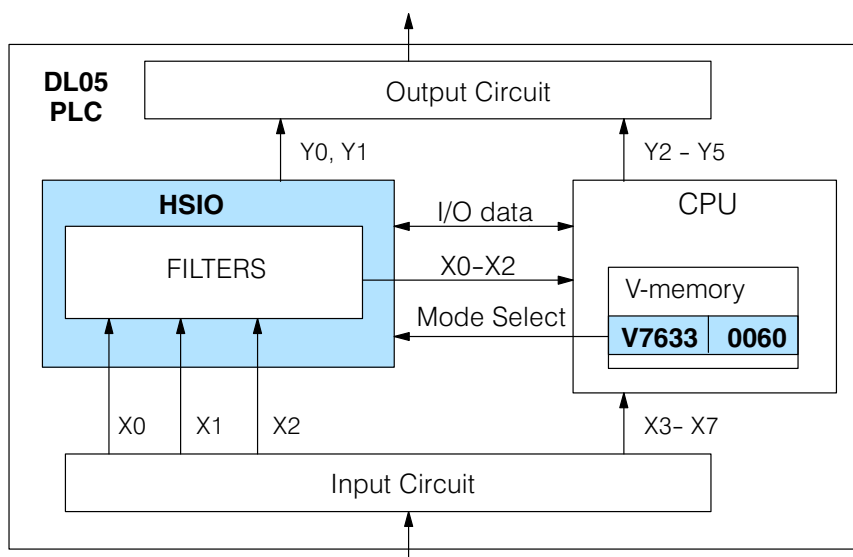 DL05
PLC
Output Circuit
Y0, Y1
Y2 – Y5
HSIO
I/O data
CPU
FILTERS
X0–X2
V-memory
Mode Select
V7633
0060
X0
X1
X2
X3– X7
Input Circuit